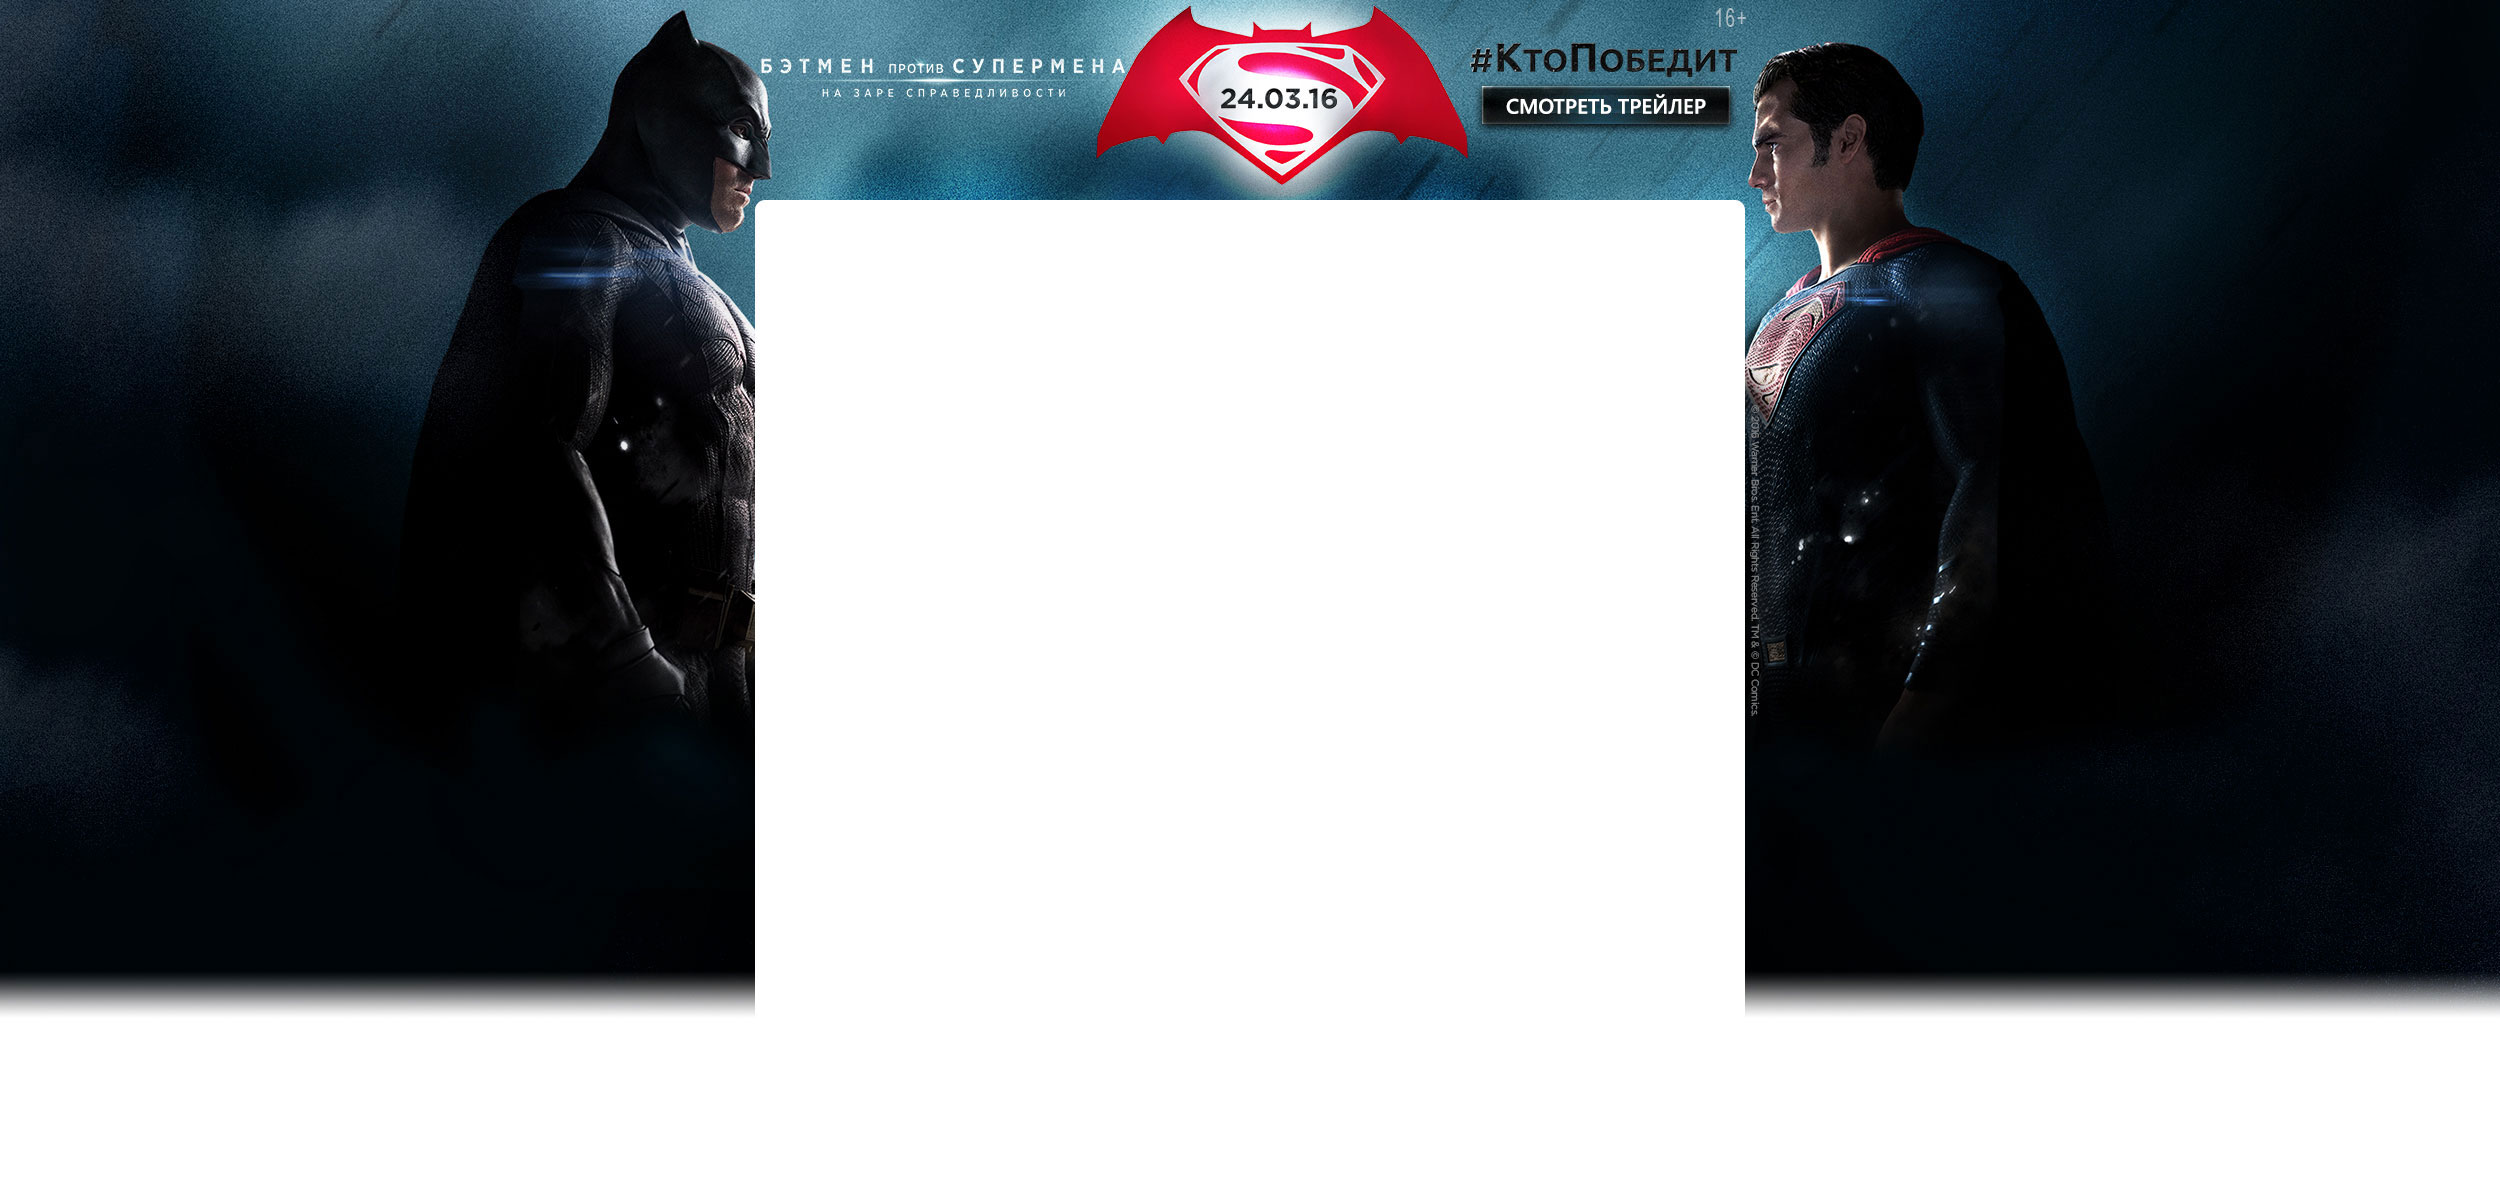 16+
БЭТМЕН ПРОТИВ СУПЕРМЕНА
НА ЗАРЕ СПРАВЕДЛИВОСТИ
24.03.16
#КтоПобедит
СМОТРЕТЬ ТРЕЙЛЕР
© 2016 Warner Bros. Ent. All Rights Reserved. TM & © DC Comics.